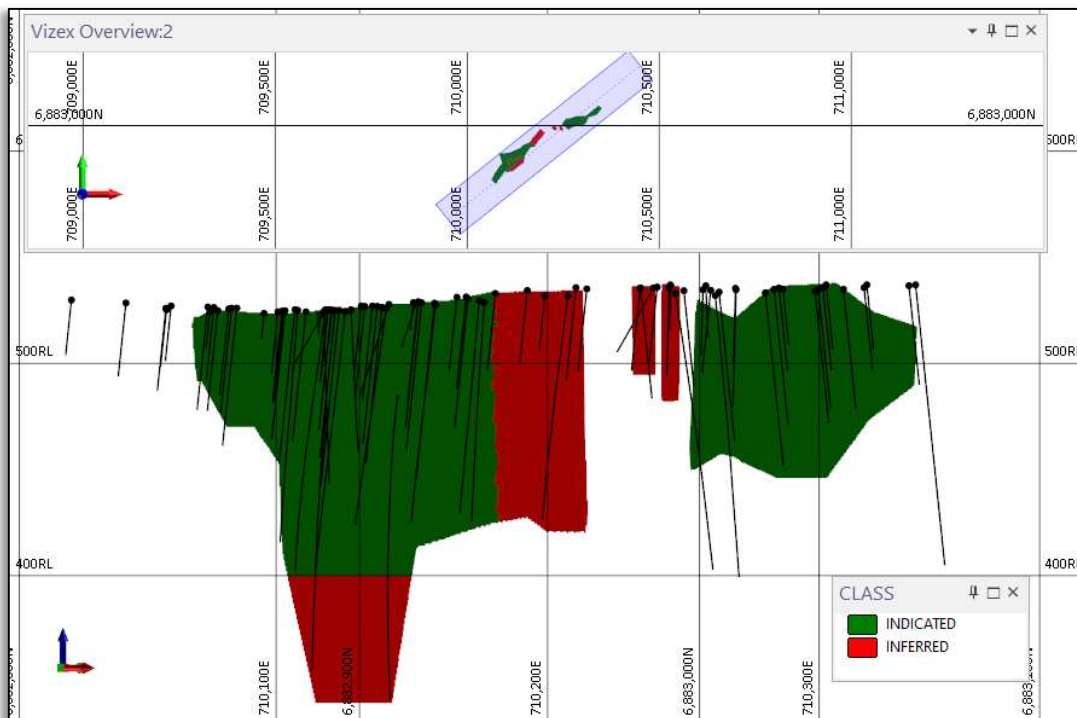 Vizex Overview:2
709,000E
709,500E
710,000E
710,500E
711,000E
6,883,000N
6,883,000N
709,000E
709,500E
710,000E
710,500E
711,000E
500RL
500RL
500RL
400RL
400RL
CLASS
INDICATED
INFERRED
710,100E
6,882,900N
710,200E
6,883,000N
710,300E